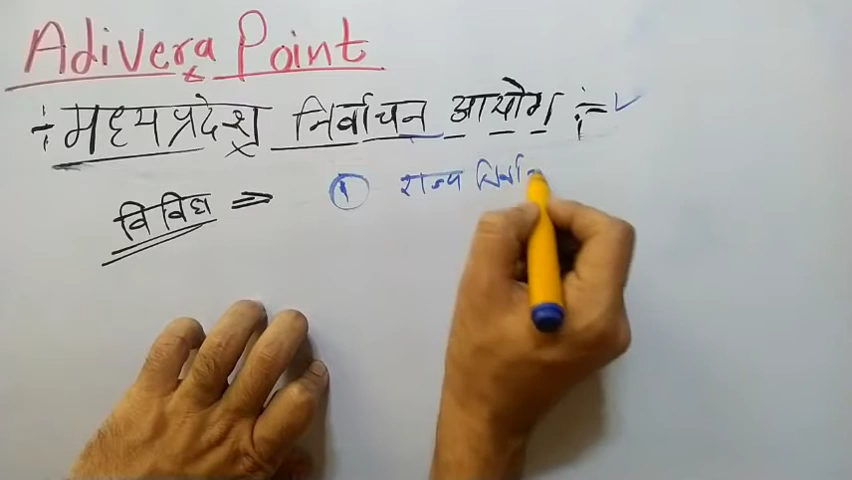 Adivera Point
मध्यप्रदेश निर्वाचन आयोग
विविध ⇒ ① राज्य